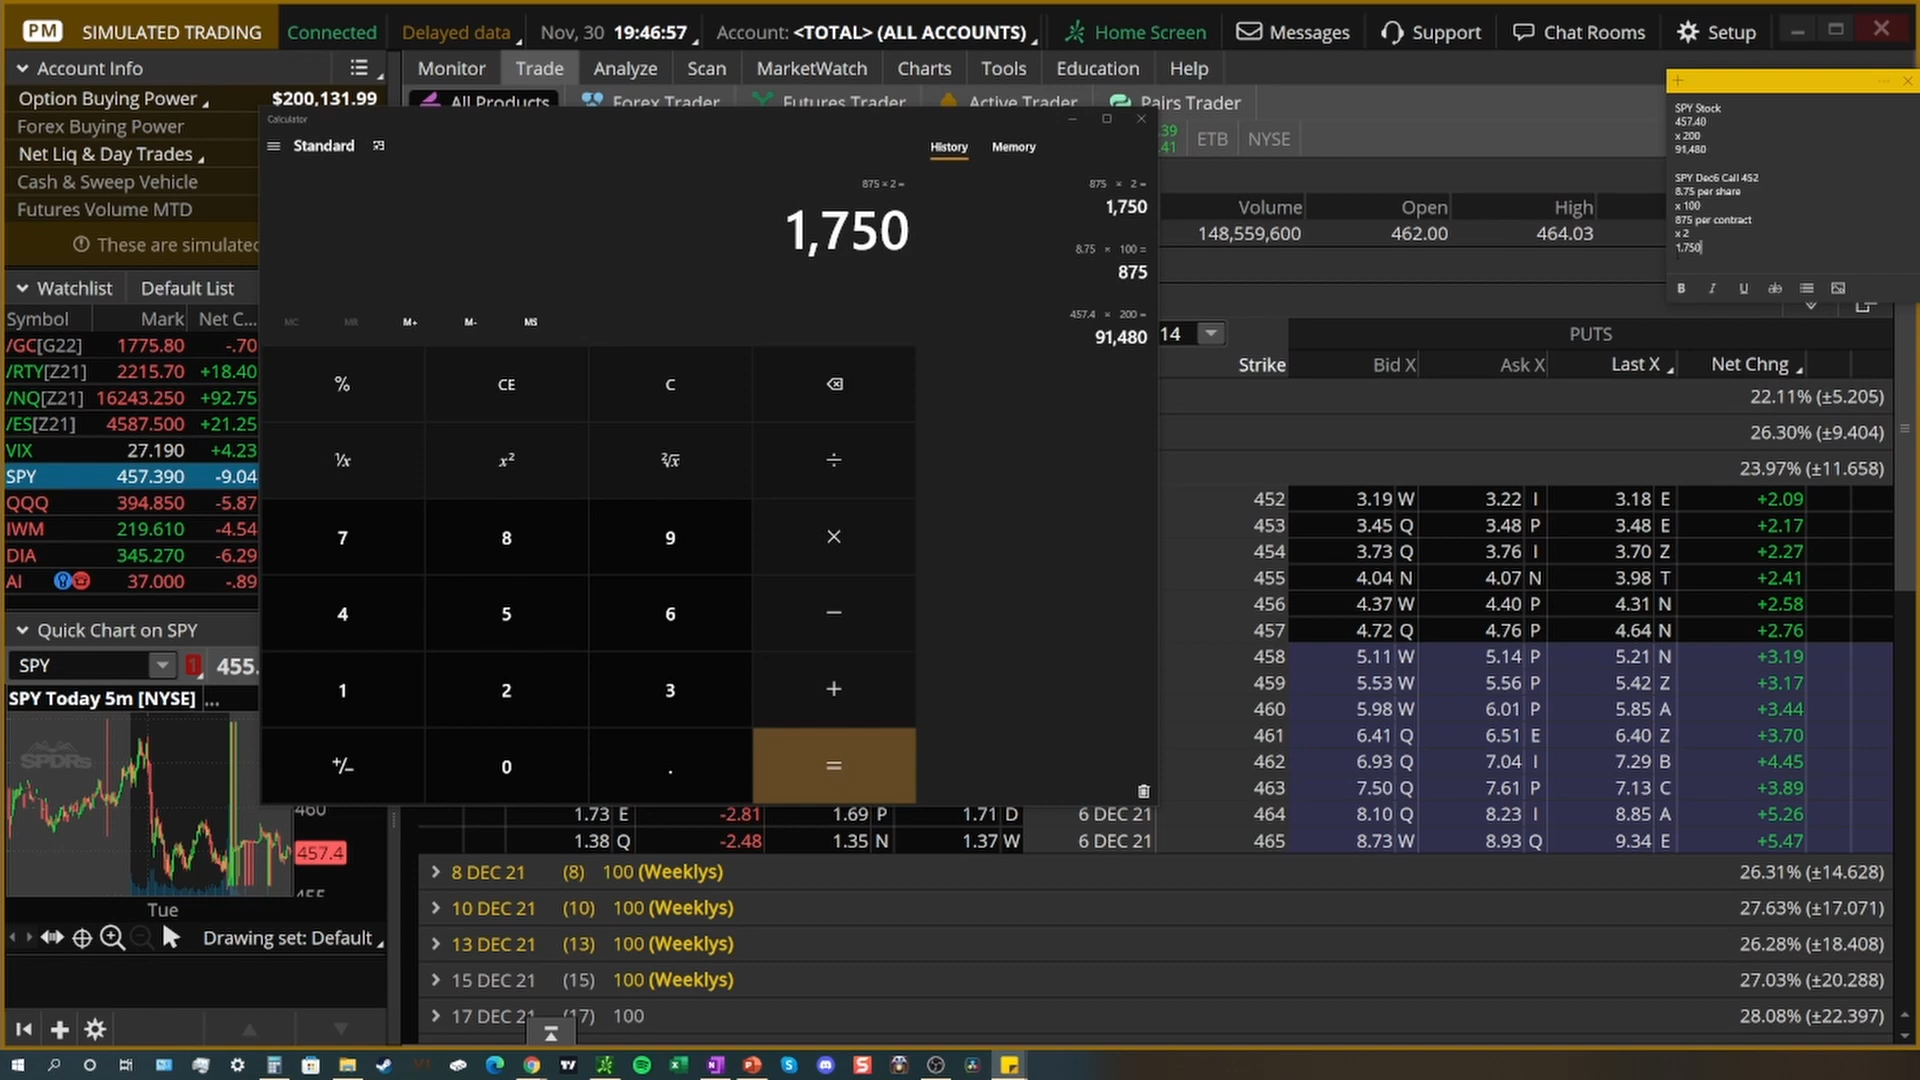 PM SIMULATED TRADING Connected Delayed data Nov, 30 19:46:57 Account: <TOTAL> (ALL ACCOUNTS) Home Screen Messages Support Chat Rooms Setup
Account Info
Monitor Trade Analyze Scan MarketWatch Charts Tools Education Help
Option Buying Power $200,131.99
All Products Forex Trader Futures Trader Active Trader Pairs Trader
Forex Buying Power
Net Liq & Day Trades
Cash & Sweep Vehicle
Futures Volume MTD
These are simulated
Calculator
Standard
History Memory
875 × 2 =
1,750
875 × 2 =
1,750
8.75 × 100 =
875
457.4 × 200 =
91,480
MC MR M+ M- MS
% CE C
⅟x x² ²√x ÷
7 8 9 ×
4 5 6 −
1 2 3 +
+/− 0 . =
.39
.41
ETB NYSE
Volume Open High
148,559,600 462.00 464.03
SPY Stock
457.40
x 200
91,480
SPY Dec6 Call 452
8.75 per share
x 100
875 per contract
x 2
1,750
B I U ab
Watchlist Default List
Symbol Mark Net C...
/GC[G22] 1775.80 -.70
/RTY[Z21] 2215.70 +18.40
/NQ[Z21] 16243.250 +92.75
/ES[Z21] 4587.500 +21.25
VIX 27.190 +4.23
SPY 457.390 -9.04
QQQ 394.850 -5.87
IWM 219.610 -4.54
DIA 345.270 -6.29
AI 37.000 -.89
Quick Chart on SPY
SPY 1 455.
SPY Today 5m [NYSE] ...
SPDRs
460
457.4
455
Tue
Drawing set: Default
14 PUTS
Strike Bid X Ask X Last X Net Chng
22.11% (±5.205)
26.30% (±9.404)
23.97% (±11.658)
452 3.19 W 3.22 I 3.18 E +2.09
453 3.45 Q 3.48 P 3.48 E +2.17
454 3.73 Q 3.76 I 3.70 Z +2.27
455 4.04 N 4.07 N 3.98 T +2.41
456 4.37 W 4.40 P 4.31 N +2.58
457 4.72 Q 4.76 P 4.64 N +2.76
458 5.11 W 5.14 P 5.21 N +3.19
459 5.53 W 5.56 P 5.42 Z +3.17
460 5.98 W 6.01 P 5.85 A +3.44
461 6.41 Q 6.51 E 6.40 Z +3.70
462 6.93 Q 7.04 I 7.29 B +4.45
463 7.50 Q 7.61 P 7.13 C +3.89
1.73 E -2.81 1.69 P 1.71 D 6 DEC 21 464 8.10 Q 8.23 I 8.85 A +5.26
1.38 Q -2.48 1.35 N 1.37 W 6 DEC 21 465 8.73 W 8.93 Q 9.34 E +5.47
8 DEC 21 (8) 100 (Weeklys) 26.31% (±14.628)
10 DEC 21 (10) 100 (Weeklys) 27.63% (±17.071)
13 DEC 21 (13) 100 (Weeklys) 26.28% (±18.408)
15 DEC 21 (15) 100 (Weeklys) 27.03% (±20.288)
17 DEC 21 (17) 100 28.08% (±22.397)